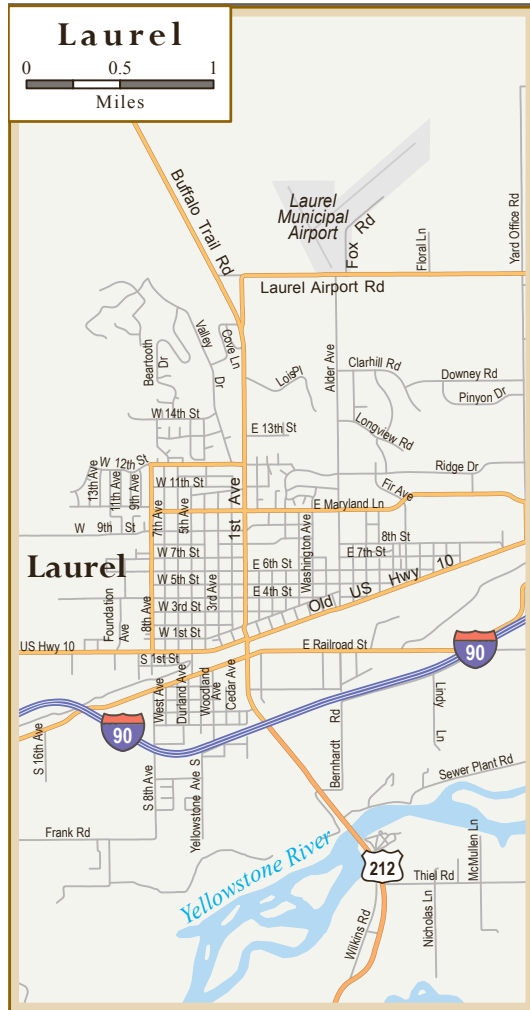 Laurel
0 0.5 1
Miles
Buffalo Trail Rd
Laurel
Municipal
Airport
Fox Rd
Floral Ln
Yard Office Rd
Laurel Airport Rd
Valley Dr
Cove Ln
Beartooth
Dr
Lois Pl
Alder Ave
Clarhill Rd
Downey Rd
Pinyon Dr
W 14th St
E 13th St
Longview Rd
W 12th St
Ridge Dr
13th Ave
11th Ave
9th Ave
W 11th St
1st Ave
Fir Ave
7th Ave
5th Ave
E Maryland Ln
W 9th St
Washington Ave
8th St
W 7th St
E 7th St
Laurel
E 6th St
W 5th St
3rd Ave
E 4th St
Old US Hwy 10
Foundation
Ave
8th Ave
W 3rd St
W 1st St
US Hwy 10
S 1st St
E Railroad St
90
West Ave
Durland Ave
Woodland
Ave
Cedar Ave
Lindy Ln
90
Bernhardt Rd
S 16th Ave
S 8th Ave
Yellowstone Ave S
Sewer Plant Rd
Frank Rd
McMullen Ln
Yellowstone River
212
Thiel Rd
Nicholas Ln
Wilkins Rd